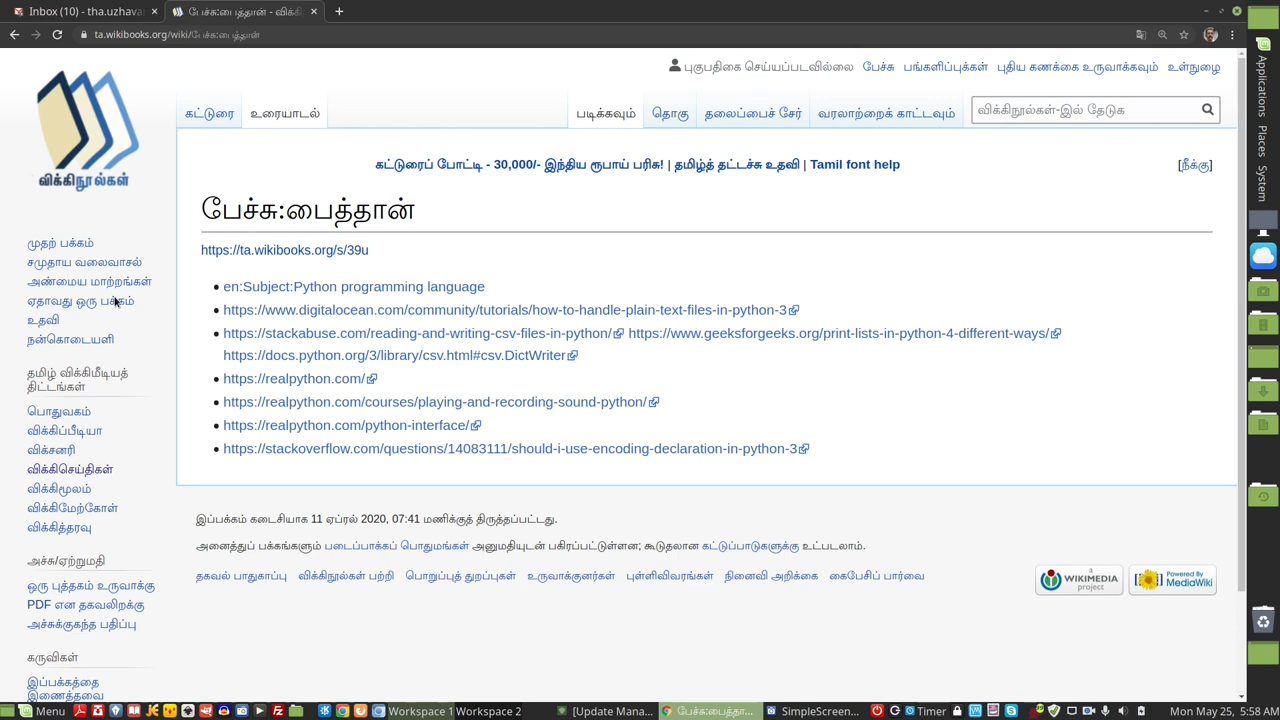 Inbox (10) - tha.uzhava
பேச்சு:பைத்தான் - விக்கி
ta.wikibooks.org/wiki/பேச்சு:பைத்தான்
புகுபதிகை செய்யப்படவில்லை பேச்சு பங்களிப்புக்கள் புதிய கணக்கை உருவாக்கவும் உள்நுழை
கட்டுரை உரையாடல் படிக்கவும் தொகு தலைப்பைச் சேர் வரலாற்றைக் காட்டவும் விக்கிநூல்கள்-இல் தேடுக
விக்கிநூல்கள்
கட்டுரைப் போட்டி - 30,000/- இந்திய ரூபாய் பரிசு! | தமிழ்த் தட்டச்சு உதவி | Tamil font help [நீக்கு]
பேச்சு:பைத்தான்
https://ta.wikibooks.org/s/39u
en:Subject:Python programming language
https://www.digitalocean.com/community/tutorials/how-to-handle-plain-text-files-in-python-3
https://stackabuse.com/reading-and-writing-csv-files-in-python/ https://www.geeksforgeeks.org/print-lists-in-python-4-different-ways/
https://docs.python.org/3/library/csv.html#csv.DictWriter
https://realpython.com/
https://realpython.com/courses/playing-and-recording-sound-python/
https://realpython.com/python-interface/
https://stackoverflow.com/questions/14083111/should-i-use-encoding-declaration-in-python-3
இப்பக்கம் கடைசியாக 11 ஏப்ரல் 2020, 07:41 மணிக்குத் திருத்தப்பட்டது.
அனைத்துப் பக்கங்களும் படைப்பாக்கப் பொதுமங்கள் அனுமதியுடன் பகிரப்பட்டுள்ளன; கூடுதலான கட்டுப்பாடுகளுக்கு உட்படலாம்.
தகவல் பாதுகாப்பு விக்கிநூல்கள் பற்றி பொறுப்புத் துறப்புகள் உருவாக்குனர்கள் புள்ளிவிவரங்கள் நினைவி அறிக்கை கைபேசிப் பார்வை
a
WIKIMEDIA
project
Powered By
MediaWiki
முதற் பக்கம்
சமுதாய வலைவாசல்
அண்மைய மாற்றங்கள்
ஏதாவது ஒரு பக்கம்
உதவி
நன்கொடையளி
தமிழ் விக்கிமீடியத்
திட்டங்கள்
பொதுவகம்
விக்கிப்பீடியா
விக்சனரி
விக்கிசெய்திகள்
விக்கிமூலம்
விக்கிமேற்கோள்
விக்கித்தரவு
அச்சு/ஏற்றுமதி
ஒரு புத்தகம் உருவாக்கு
PDF என தகவலிறக்கு
அச்சுக்குகந்த பதிப்பு
கருவிகள்
இப்பக்கத்தை
இணைத்தவை
Applications
Places
System
Menu Workspace 1 Workspace 2 [Update Mana... பேச்சு:பைத்தா... SimpleScreen... Timer Mon May 25, 5:58 AM